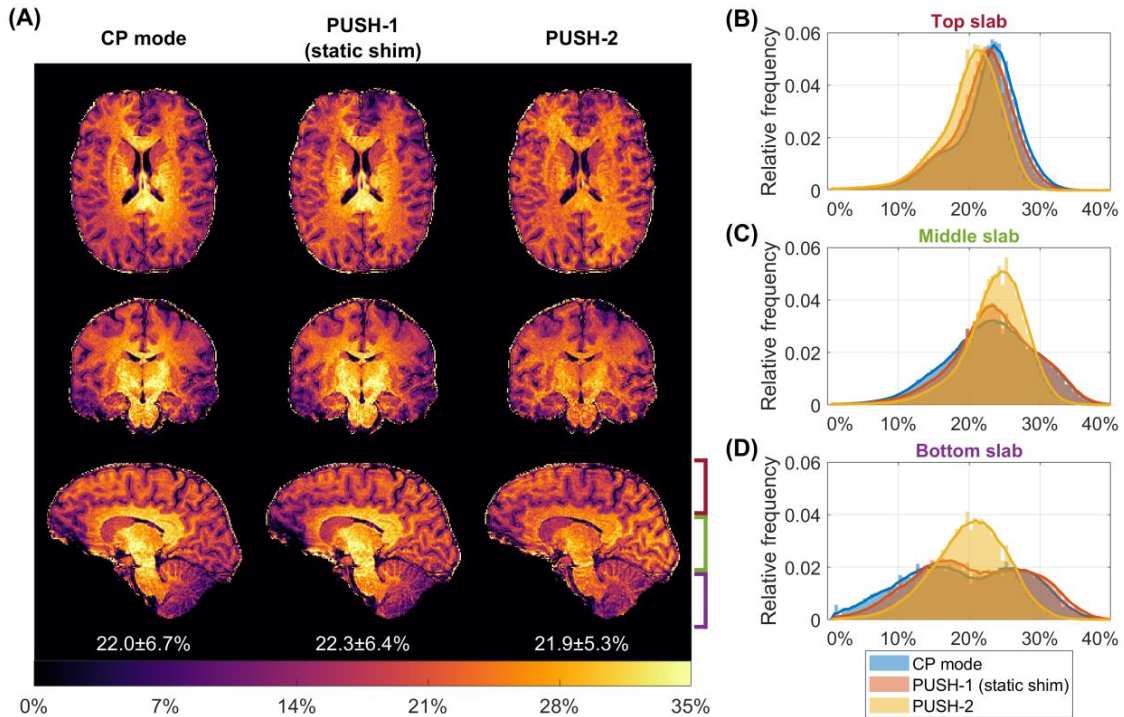 (A)
CP mode
PUSH-1
(static shim)
PUSH-2
22.0±6.7%
22.3±6.4%
21.9±5.3%
0%
7%
14%
21%
28%
35%
(B)
Top slab
Relative frequency
0.06
0.04
0.02
0
0%
10%
20%
30%
40%
(C)
Middle slab
Relative frequency
0.06
0.04
0.02
0
0%
10%
20%
30%
40%
(D)
Bottom slab
Relative frequency
0.06
0.04
0.02
0
0%
10%
20%
30%
40%
CP mode
PUSH-1 (static shim)
PUSH-2